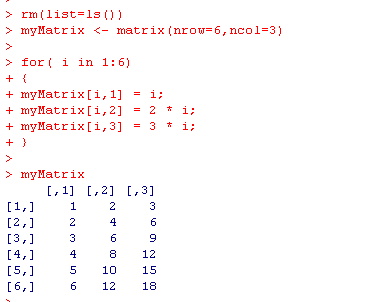 > rm(list=ls())
> myMatrix <- matrix(nrow=6,ncol=3)
>
> for( i in 1:6)
+ {
+ myMatrix[i,1] = i;
+ myMatrix[i,2] = 2 * i;
+ myMatrix[i,3] = 3 * i;
+ }
>
> myMatrix
     [,1] [,2] [,3]
[1,]    1    2    3
[2,]    2    4    6
[3,]    3    6    9
[4,]    4    8   12
[5,]    5   10   15
[6,]    6   12   18
>